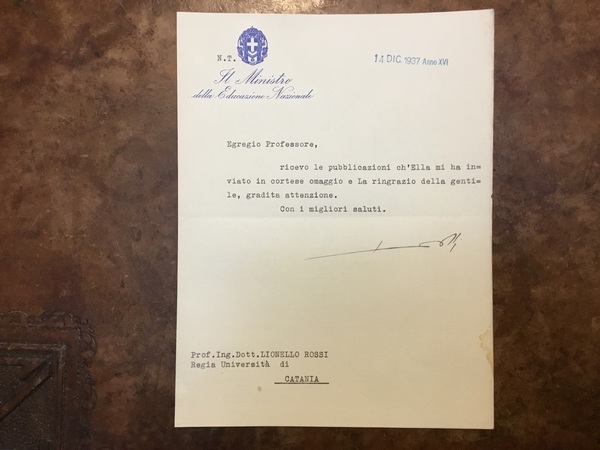 N.T.
14 DIC. 1937 Anno XVI
Il Ministro
della Educazione Nazionale
Egregio Professore,
ricevo le pubblicazioni ch'Ella mi ha in=
viato in cortese omaggio e La ringrazio della genti=
le, gradita attenzione.
Con i migliori saluti.
Prof.Ing.Dott.LIONELLO ROSSI
Regia Università di
CATANIA